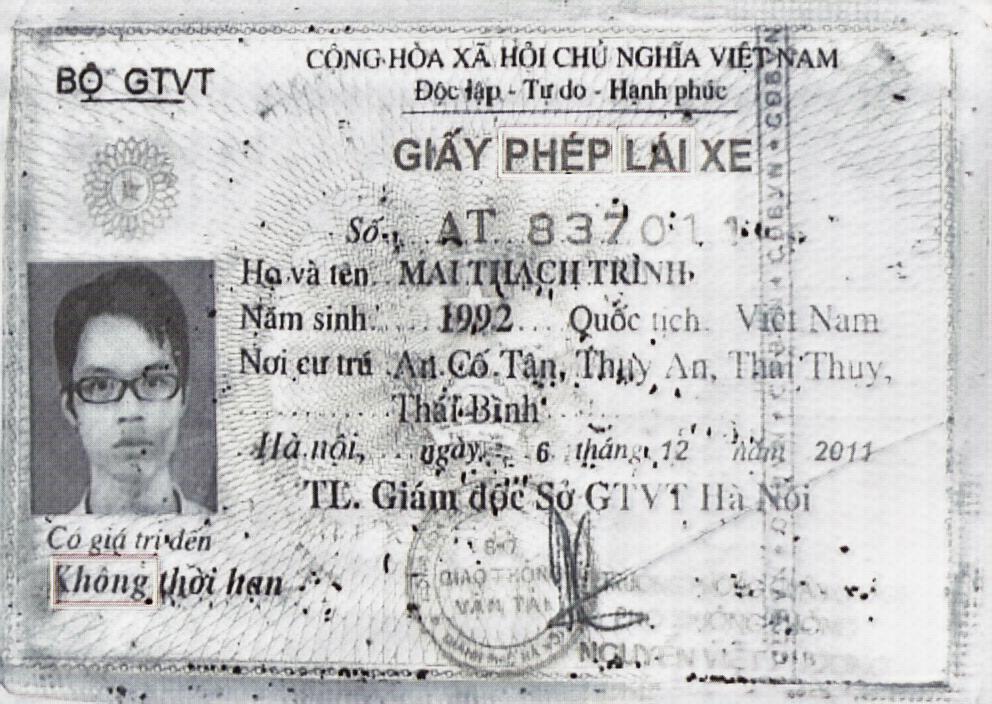 BỘ GTVT
CỘNG HÒA XÃ HỘI CHỦ NGHĨA VIỆT NAM
Độc lập - Tự do - Hạnh phúc
GIẤY PHÉP LÁI XE
Số: AT 83701
Họ và tên MAI THẠCH TRÌNH
Năm sinh 1992 Quốc tịch Việt Nam
Nơi cư trú An Cố Tân, Thụy An, Thái Thụy,
Thái Bình
Hà nội, ngày 6 tháng 12 năm 2011
TL. Giám đốc Sở GTVT Hà Nội
Có giá trị đến
Không thời hạn
GIAO THÔNG
VẬN TẢI
NGUYỄN VIỆT